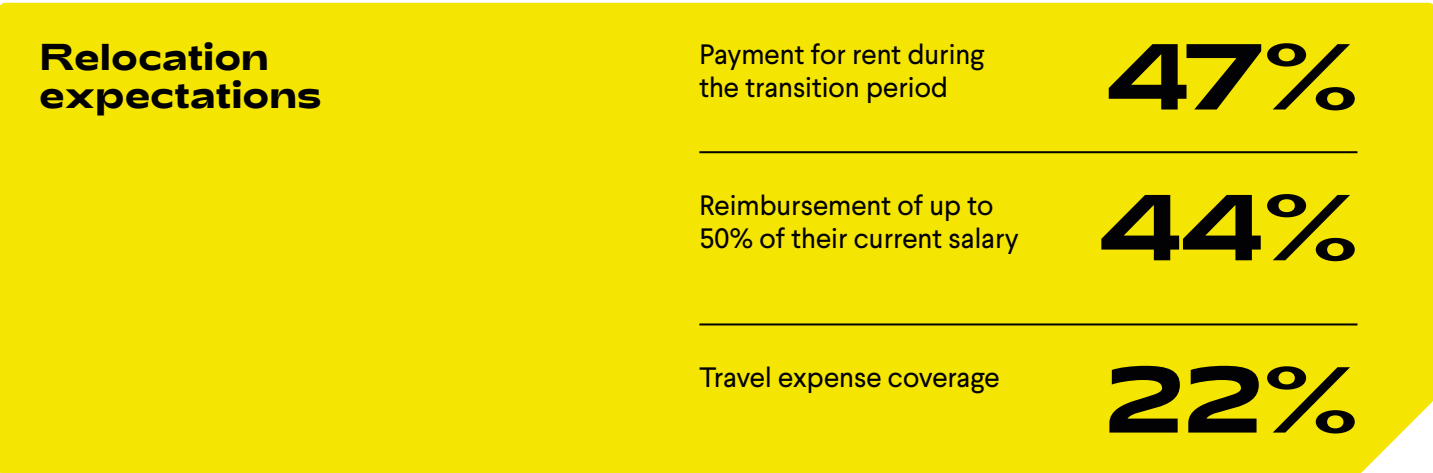 Relocation
expectations
Payment for rent during
the transition period
47%
Reimbursement of up to
50% of their current salary
44%
Travel expense coverage
22%